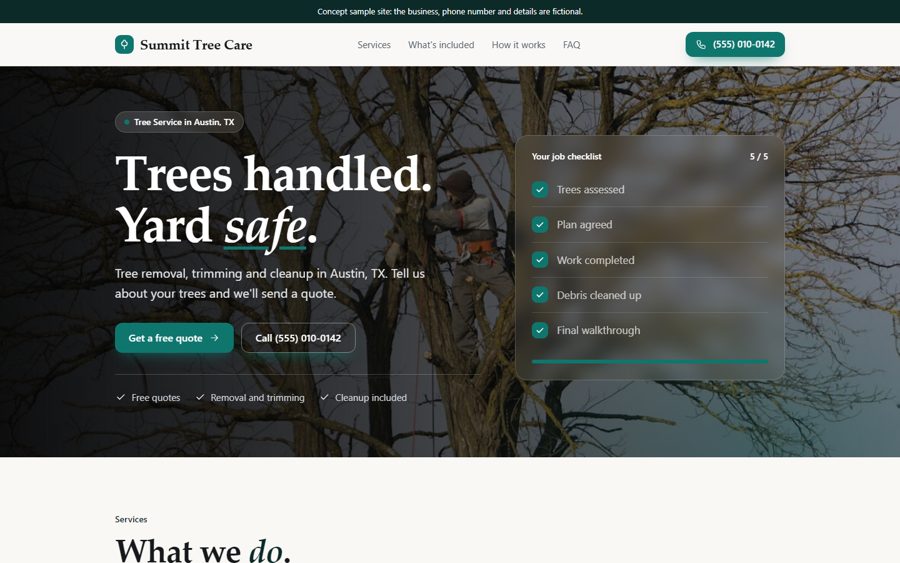 Concept sample site: the business, phone number and details are fictional.
Summit Tree Care
Services
What's included
How it works
FAQ
(555) 010-0142
Tree Service in Austin, TX
Trees handled.
Yard safe.
Tree removal, trimming and cleanup in Austin, TX. Tell us
about your trees and we'll send a quote.
Get a free quote
Call (555) 010-0142
Free quotes
Removal and trimming
Cleanup included
Your job checklist
5 / 5
Trees assessed
Plan agreed
Work completed
Debris cleaned up
Final walkthrough
Services
What we do.